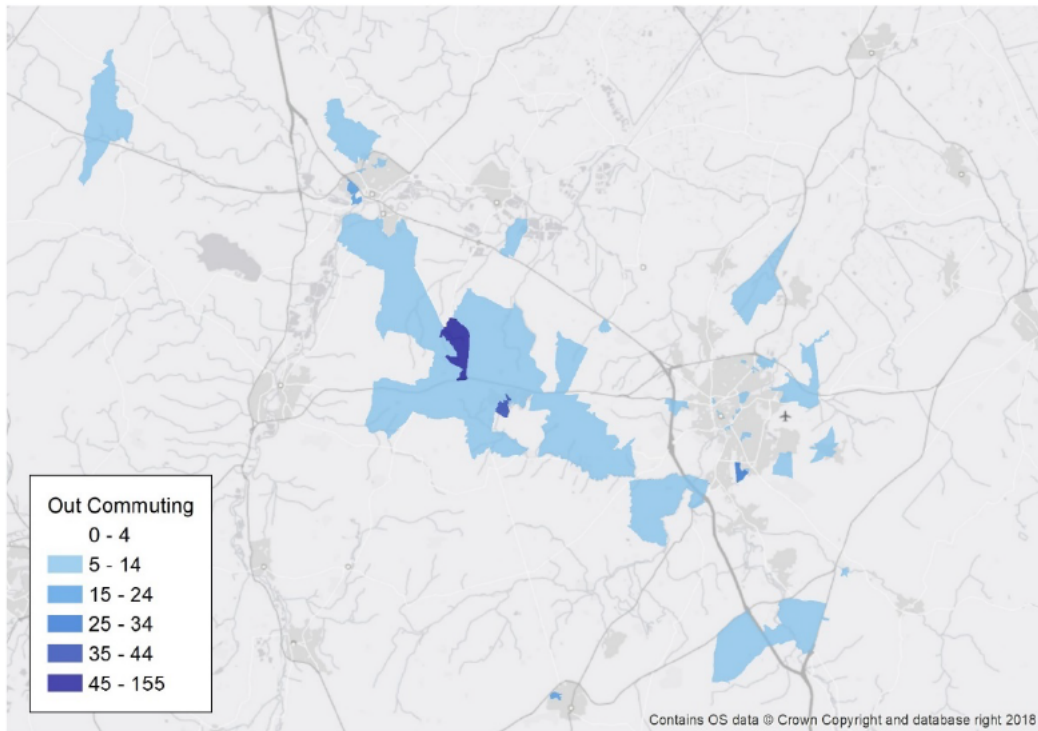 Out Commuting
0 - 4
5 - 14
15 - 24
25 - 34
35 - 44
45 - 155
Contains OS data © Crown Copyright and database right 2018